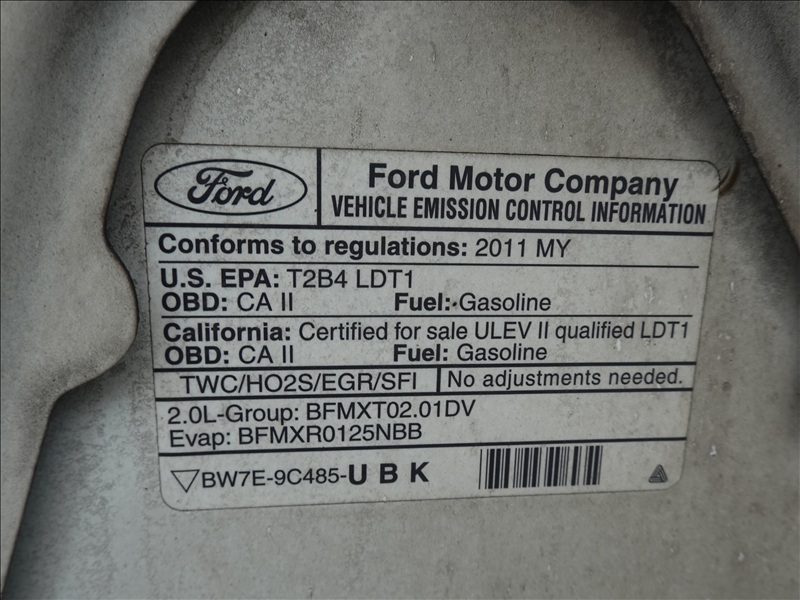 Ford
Ford Motor Company
VEHICLE EMISSION CONTROL INFORMATION
Conforms to regulations: 2011 MY
U.S. EPA: T2B4 LDT1
OBD: CA II Fuel: Gasoline
California: Certified for sale ULEV II qualified LDT1
OBD: CA II Fuel: Gasoline
TWC/HO2S/EGR/SFI No adjustments needed.
2.0L-Group: BFMXT02.01DV
Evap: BFMXR0125NBB
BW7E-9C485-U B K